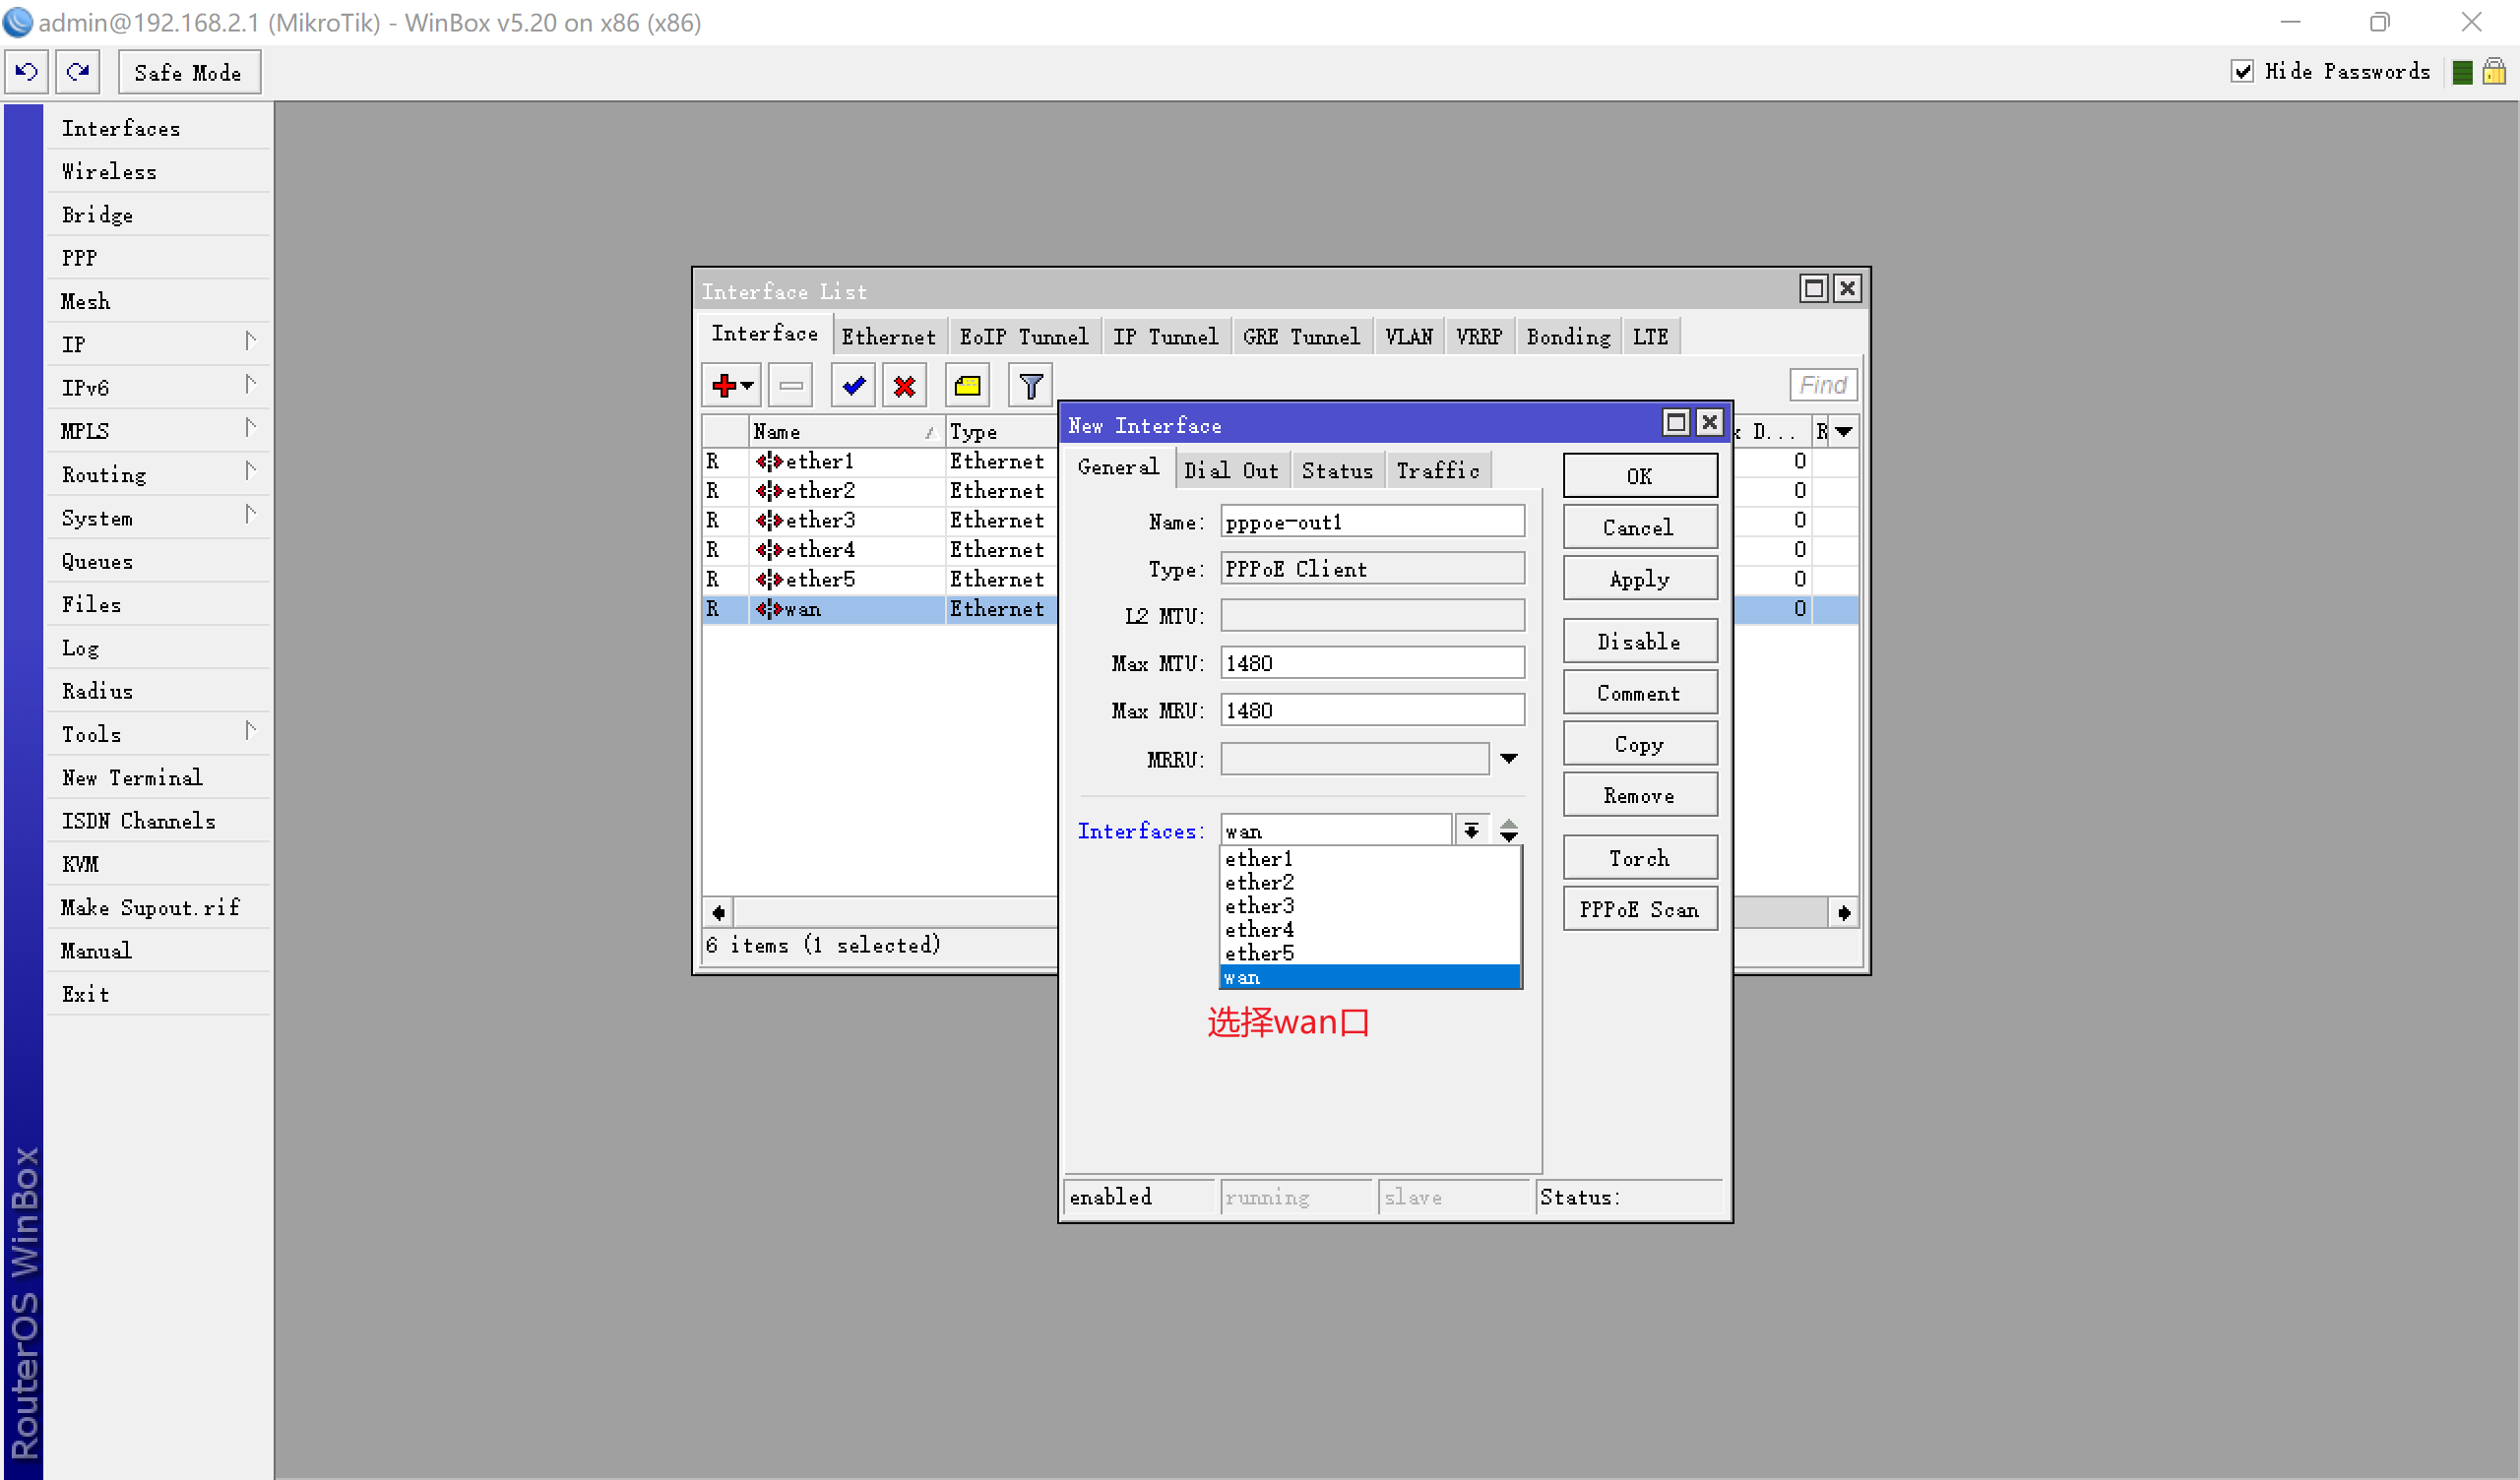 admin@192.168.2.1 (MikroTik) - WinBox v5.20 on x86 (x86)
Safe Mode
Hide Passwords
Interfaces
Wireless
Bridge
PPP
Mesh
IP
IPv6
MPLS
Routing
System
Queues
Files
Log
Radius
Tools
New Terminal
ISDN Channels
KVM
Make Supout.rif
Manual
Exit
RouterOS WinBox
Interface List
Interface Ethernet EoIP Tunnel IP Tunnel GRE Tunnel VLAN VRRP Bonding LTE
Find
Name Type D... R
R ether1 Ethernet 0
R ether2 Ethernet 0
R ether3 Ethernet 0
R ether4 Ethernet 0
R ether5 Ethernet 0
R wan Ethernet 0
6 items (1 selected)
New Interface
General Dial Out Status Traffic
Name: pppoe-out1
Type: PPPoE Client
L2 MTU:
Max MTU: 1480
Max MRU: 1480
MRRU:
Interfaces: wan
ether1
ether2
ether3
ether4
ether5
wan
选择wan口
OK
Cancel
Apply
Disable
Comment
Copy
Remove
Torch
PPPoE Scan
enabled running slave Status: